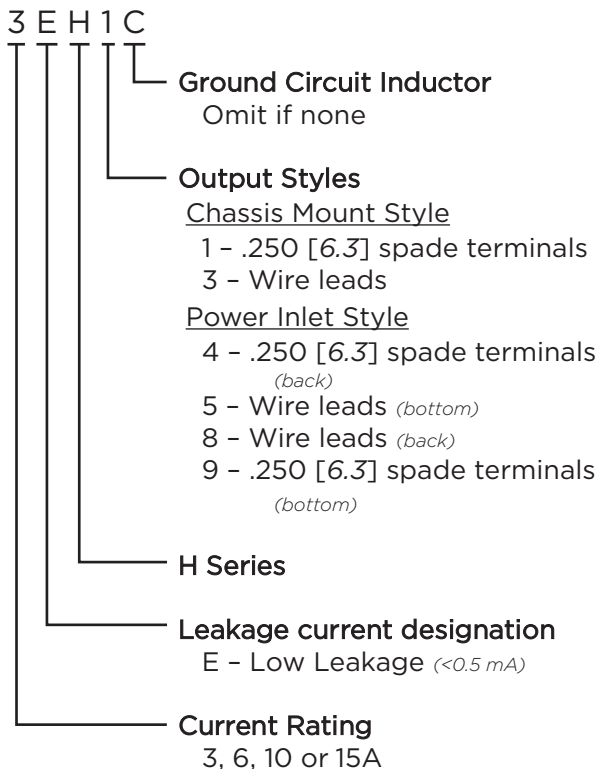 3 E H 1 C
Ground Circuit Inductor
Omit if none
Output Styles
Chassis Mount Style
1 – .250 [6.3] spade terminals
3 – Wire leads
Power Inlet Style
4 – .250 [6.3] spade terminals
(back)
5 – Wire leads (bottom)
8 – Wire leads (back)
9 – .250 [6.3] spade terminals
(bottom)
H Series
Leakage current designation
E – Low Leakage (<0.5 mA)
Current Rating
3, 6, 10 or 15A